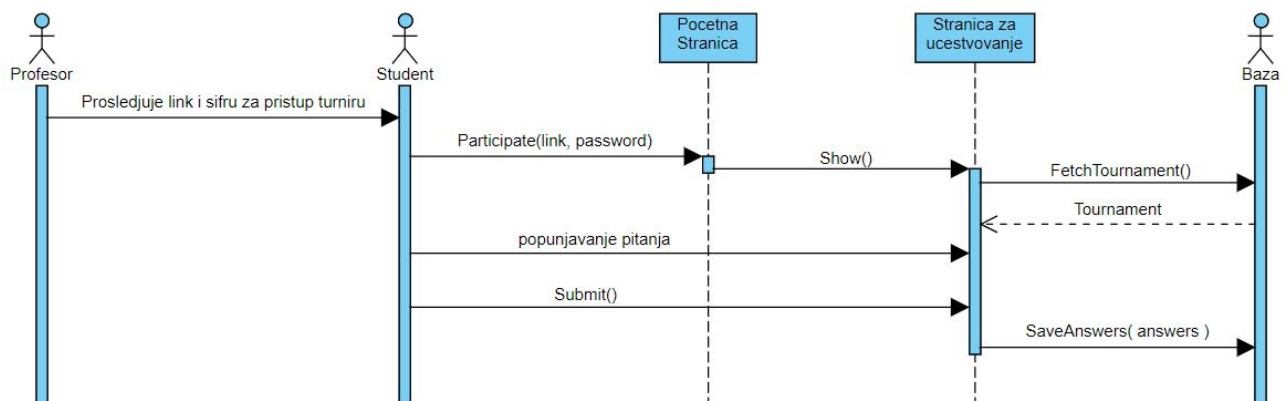 Pocetna
Stranica
Stranica za
ucestvovanje
Profesor
Student
Baza
Prosledjuje link i sifru za pristup turniru
Participate(link, password)
Show()
FetchTournament()
Tournament
popunjavanje pitanja
Submit()
SaveAnswers( answers )